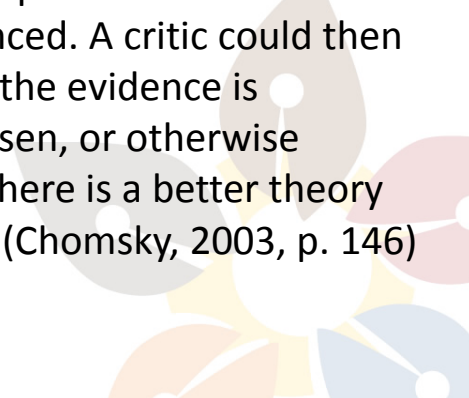 nced. A critic could then
the evidence is
sen, or otherwise
here is a better theory
(Chomsky, 2003, p. 146)